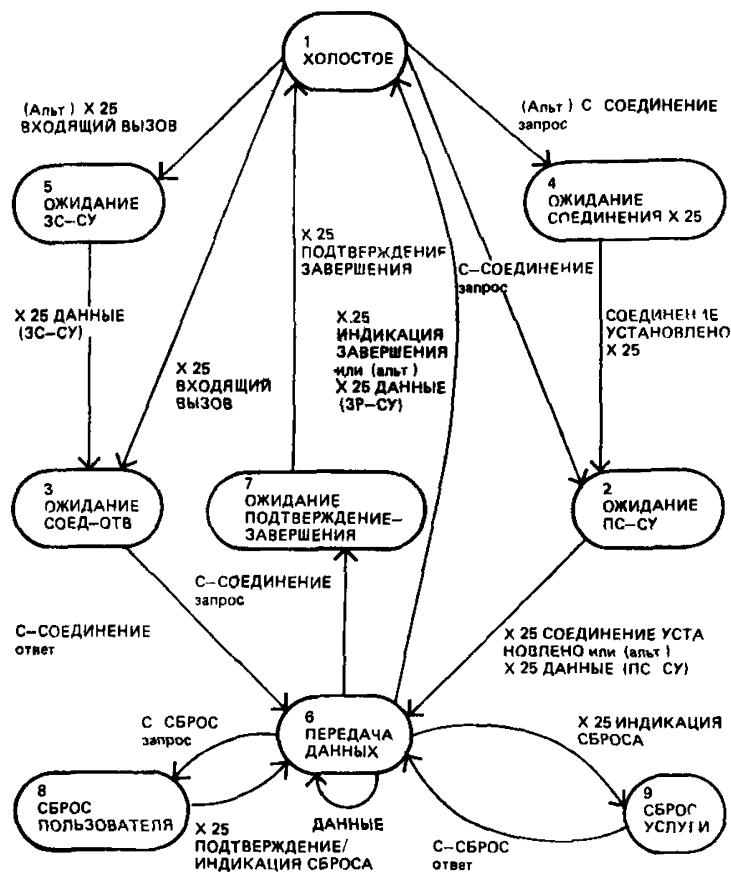 1
ХОЛОСТОЕ
(Альт) X 25
ВХОДЯЩИЙ ВЫЗОВ
(Альт) С СОЕДИНЕНИЕ
запрос
5
ОЖИДАНИЕ
ЗС–СУ
4
ОЖИДАНИЕ
СОЕДИНЕНИЯ X 25
X 25
ПОДТВЕРЖДЕНИЕ
ЗАВЕРШЕНИЯ
С–СОЕДИНЕНИЕ
запрос
X 25 ДАННЫЕ
(ЗС–СУ)
X.25
ИНДИКАЦИЯ
ЗАВЕРШЕНИЯ
или (альт)
X 25 ДАННЫЕ
(ЗР–СУ)
СОЕДИНЕНИЕ
УСТАНОВЛЕНО
X 25
X 25
ВХОДЯЩИЙ
ВЫЗОВ
3
ОЖИДАНИЕ
СОЕД–ОТВ
7
ОЖИДАНИЕ
ПОДТВЕРЖДЕНИЕ–
ЗАВЕРШЕНИЯ
2
ОЖИДАНИЕ
ПС–СУ
С–СОЕДИНЕНИЕ
запрос
С–СОЕДИНЕНИЕ
ответ
X 25 СОЕДИНЕНИЕ УСТА
НОВЛЕНО или (альт)
X 25 ДАННЫЕ (ПС СУ)
6
ПЕРЕДАЧА
ДАННЫХ
С СБРОС
запрос
X 25 ИНДИКАЦИЯ
СБРОСА
8
СБРОС
ПОЛЬЗОВАТЕЛЯ
9
СБРОС
УСЛУГИ
ДАННЫЕ
X 25
ПОДТВЕРЖДЕНИЕ/
ИНДИКАЦИЯ СБРОСА
С–СБРОС
ответ